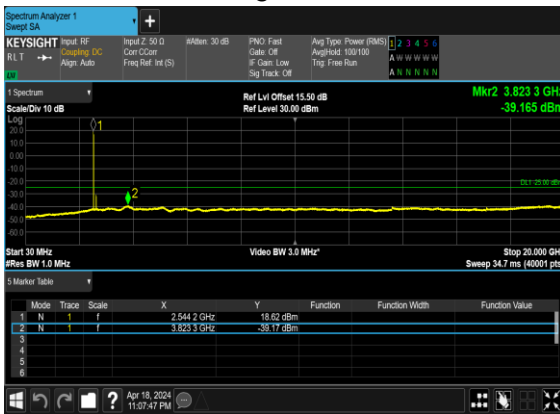 Spectrum Analyzer 1
Swept SA
KEYSIGHT
RLT
LV
Input: RF
Coupling: DC
Align: Auto
Input Z: 50 Ω
Corr CCorr
Freq Ref: Int (S)
#Atten: 30 dB
PNO: Fast
Gate: Off
IF Gain: Low
Sig Track: Off
Avg Type: Power (RMS)
Avg|Hold: 100/100
Trig: Free Run
1 2 3 4 5 6
A W W W W W
A N N N N N
1 Spectrum
Scale/Div 10 dB
Ref Lvl Offset 15.50 dB
Ref Level 30.00 dBm
Mkr2 3.823 3 GHz
-39.165 dBm
Log
20.0
10.0
0.00
-10.0
-20.0
-30.0
-40.0
-50.0
-60.0
1
2
DL1 -25.00 dBm
Start 30 MHz
#Res BW 1.0 MHz
Video BW 3.0 MHz*
Stop 20.000 GHz
Sweep 34.7 ms (40001 pts)
5 Marker Table
Mode Trace Scale X Y Function Function Width Function Value
1 N 1 f 2.544 2 GHz 18.62 dBm
2 N 1 f 3.823 3 GHz -39.17 dBm
3
4
5
6
?
Apr 18, 2024
11:07:47 PM